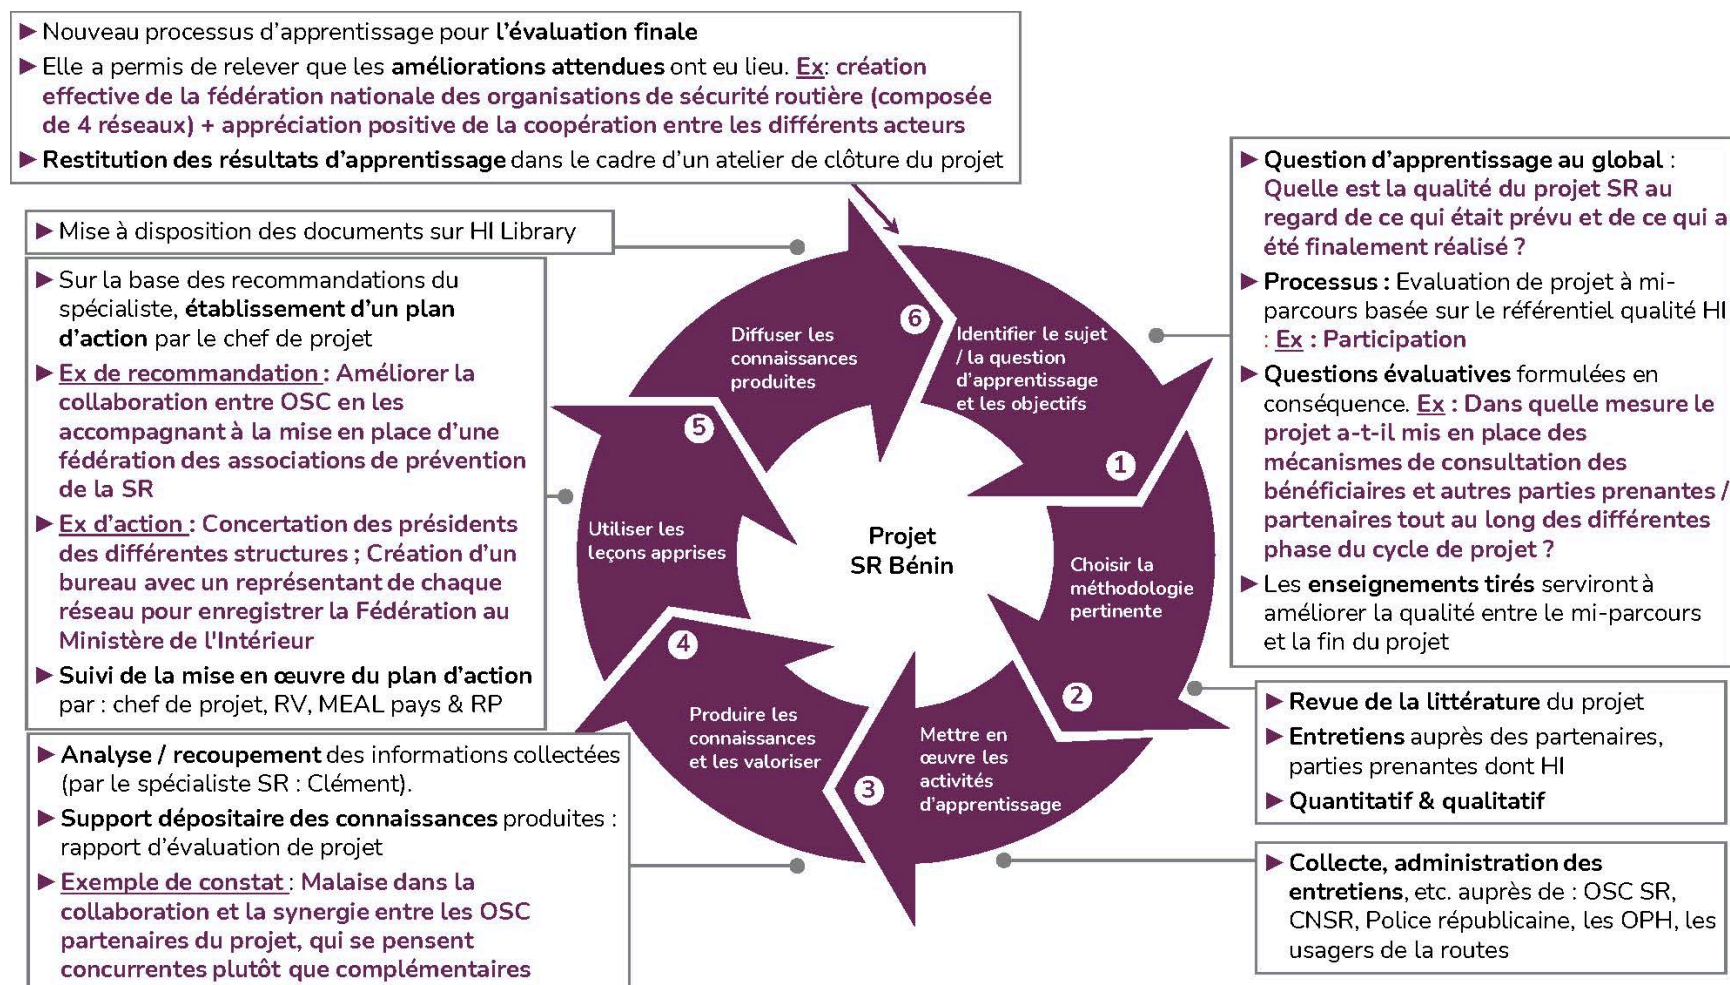 ► Nouveau processus d'apprentissage pour l'évaluation finale
► Elle a permis de relever que les améliorations attendues ont eu lieu. Ex: création
effective de la fédération nationale des organisations de sécurité routière (composée
de 4 réseaux) + appréciation positive de la coopération entre les différents acteurs
► Restitution des résultats d'apprentissage dans le cadre d'un atelier de clôture du projet
► Mise à disposition des documents sur HI Library
► Sur la base des recommandations du
spécialiste, établissement d'un plan
d'action par le chef de projet
► Ex de recommandation : Améliorer la
collaboration entre OSC en les
accompagnant à la mise en place d'une
fédération des associations de prévention
de la SR
► Ex d'action : Concertation des présidents
des différentes structures ; Création d'un
bureau avec un représentant de chaque
réseau pour enregistrer la Fédération au
Ministère de l'Intérieur
► Suivi de la mise en œuvre du plan d'action
par : chef de projet, RV, MEAL pays & RP
► Analyse / recoupement des informations collectées
(par le spécialiste SR : Clément).
► Support dépositaire des connaissances produites :
rapport d'évaluation de projet
► Exemple de constat : Malaise dans la
collaboration et la synergie entre les OSC
partenaires du projet, qui se pensent
concurrentes plutôt que complémentaires
Projet
SR Bénin
Identifier le sujet
/ la question
d'apprentissage
et les objectifs
1
Choisir la
méthodologie
pertinente
2
Mettre en
œuvre les
activités
d'apprentissage
3
Produire les
connaissances
et les valoriser
4
Utiliser les
leçons apprises
5
Diffuser les
connaissances
produites
6
► Question d'apprentissage au global :
Quelle est la qualité du projet SR au
regard de ce qui était prévu et de ce qui a
été finalement réalisé ?
► Processus : Evaluation de projet à mi-
parcours basée sur le référentiel qualité HI
: Ex : Participation
► Questions évaluatives formulées en
conséquence. Ex : Dans quelle mesure le
projet a-t-il mis en place des
mécanismes de consultation des
bénéficiaires et autres parties prenantes /
partenaires tout au long des différentes
phase du cycle de projet ?
► Les enseignements tirés serviront à
améliorer la qualité entre le mi-parcours
et la fin du projet
► Revue de la littérature du projet
► Entretiens auprès des partenaires,
parties prenantes dont HI
► Quantitatif & qualitatif
► Collecte, administration des
entretiens, etc. auprès de : OSC SR,
CNSR, Police républicaine, les OPH, les
usagers de la routes